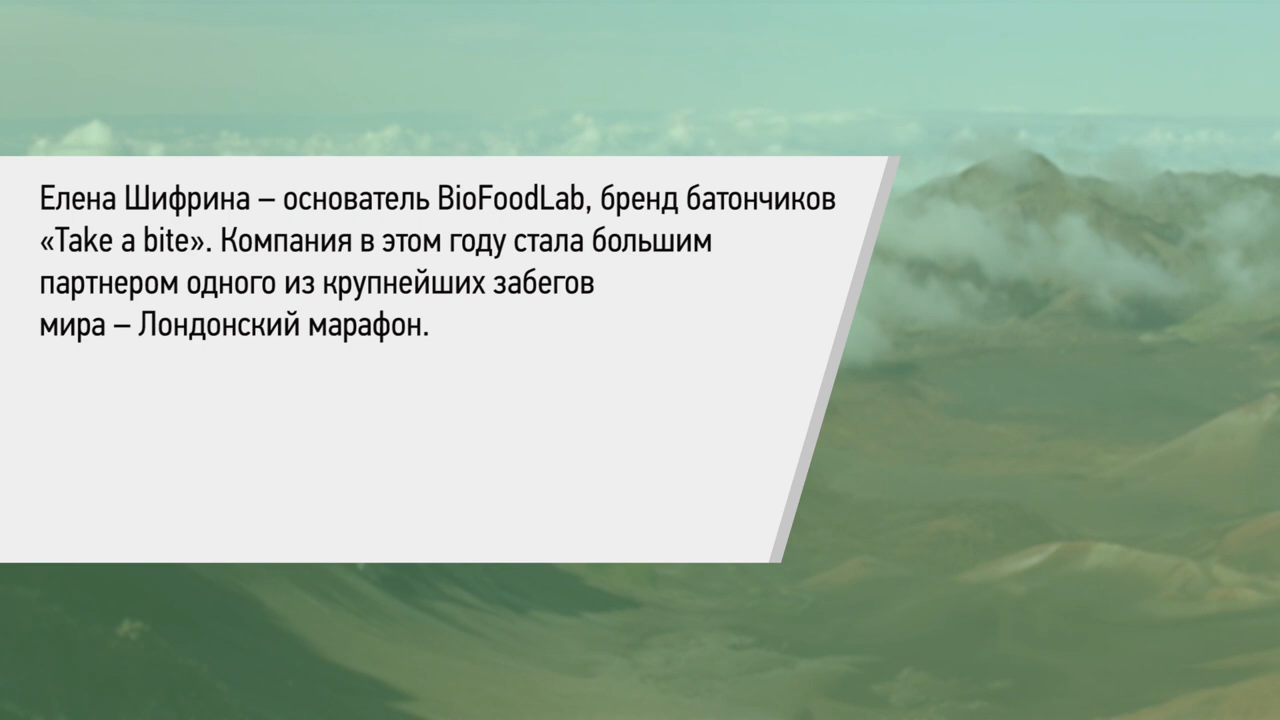 Елена Шифрина – основатель BioFoodLab, бренд батончиков
«Take a bite». Компания в этом году стала большим
партнером одного из крупнейших забегов
мира – Лондонский марафон.